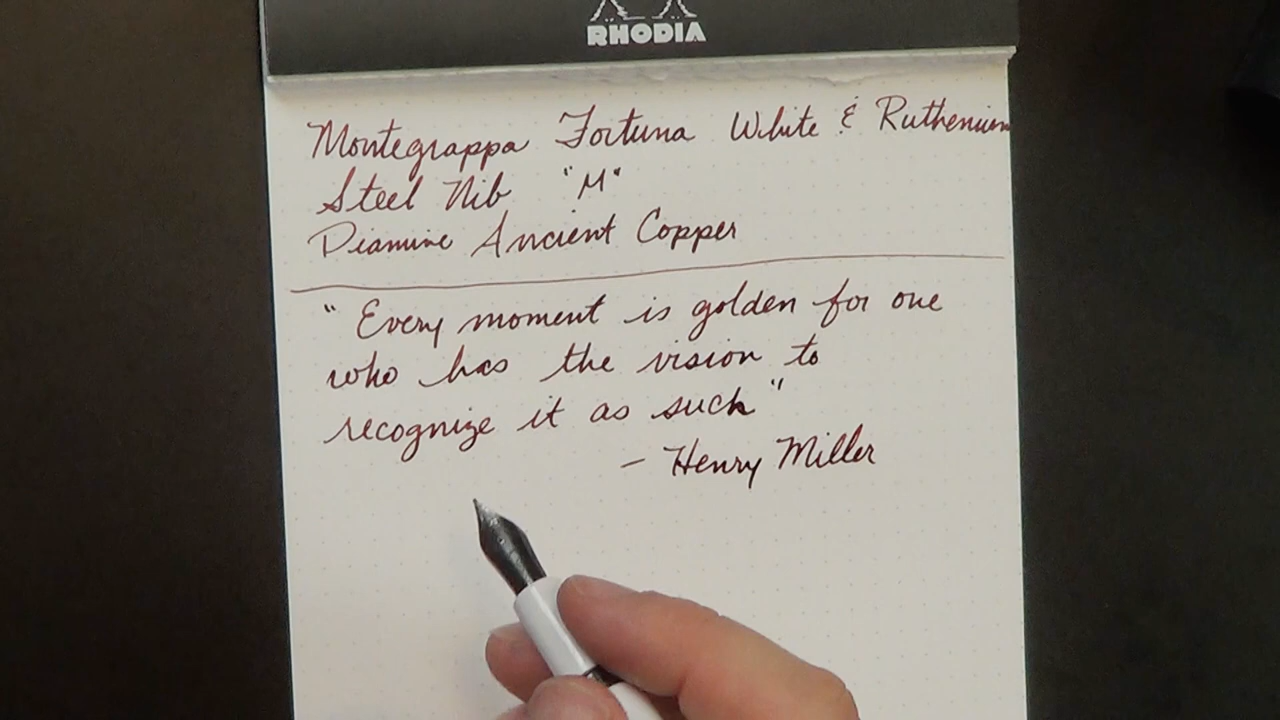 RHODIA
Montegrappa Fortuna White & Ruthenium
Steel Nib "M"
Diamine Ancient Copper
"Every moment is golden for one
who has the vision to
recognize it as such"
- Henry Miller